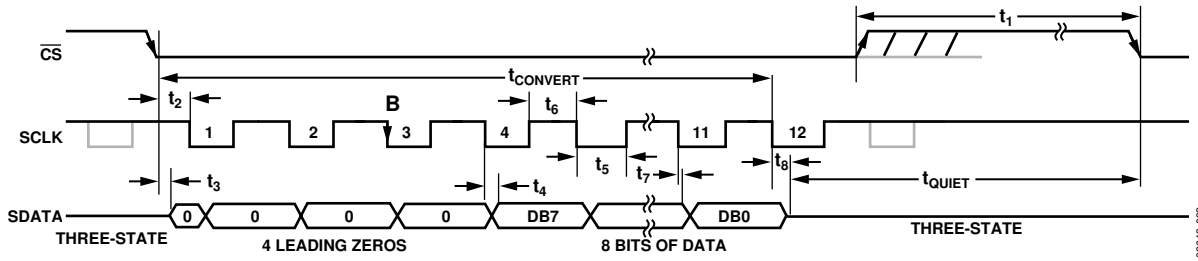 t1
CS
tCONVERT
t2
B
t6
SCLK
1
2
3
4
11
12
t3
t4
t5
t7
t8
tQUIET
SDATA
0
0
0
0
DB7
DB0
THREE-STATE
4 LEADING ZEROS
8 BITS OF DATA
THREE-STATE